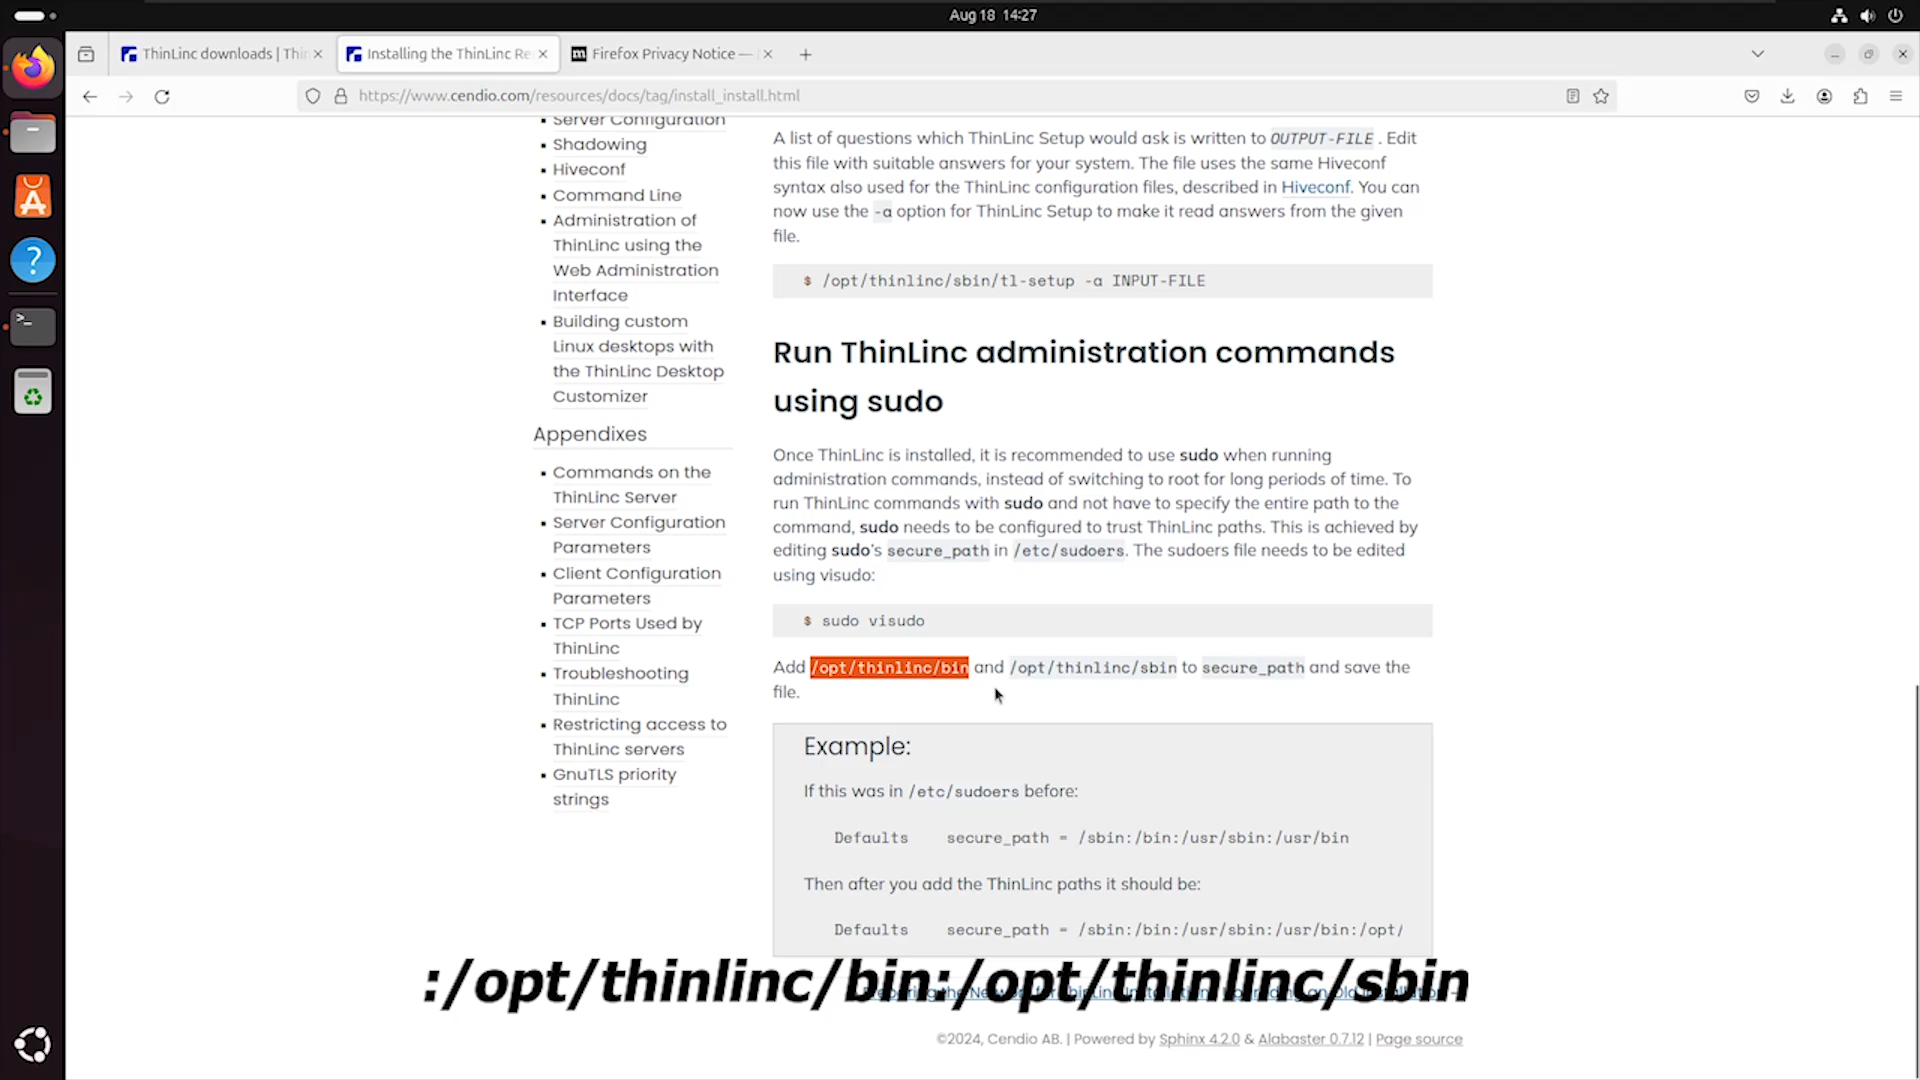 Aug 18 14:27
ThinLinc downloads | Thin
Installing the ThinLinc Re
Firefox Privacy Notice —
https://www.cendio.com/resources/docs/tag/install_install.html
Server Configuration
Shadowing
Hiveconf
Command Line
Administration of
ThinLinc using the
Web Administration
Interface
Building custom
Linux desktops with
the ThinLinc Desktop
Customizer
Appendixes
Commands on the
ThinLinc Server
Server Configuration
Parameters
Client Configuration
Parameters
TCP Ports Used by
ThinLinc
Troubleshooting
ThinLinc
Restricting access to
ThinLinc servers
GnuTLS priority
strings
A list of questions which ThinLinc Setup would ask is written to OUTPUT-FILE . Edit
this file with suitable answers for your system. The file uses the same Hiveconf
syntax also used for the ThinLinc configuration files, described in Hiveconf. You can
now use the -a option for ThinLinc Setup to make it read answers from the given
file.
$ /opt/thinlinc/sbin/tl-setup -a INPUT-FILE
Run ThinLinc administration commands
using sudo
Once ThinLinc is installed, it is recommended to use sudo when running
administration commands, instead of switching to root for long periods of time. To
run ThinLinc commands with sudo and not have to specify the entire path to the
command, sudo needs to be configured to trust ThinLinc paths. This is achieved by
editing sudo's secure_path in /etc/sudoers. The sudoers file needs to be edited
using visudo:
$ sudo visudo
Add /opt/thinlinc/bin and /opt/thinlinc/sbin to secure_path and save the
file.
Example:
If this was in /etc/sudoers before:
Defaults secure_path = /sbin:/bin:/usr/sbin:/usr/bin
Then after you add the ThinLinc paths it should be:
Defaults secure_path = /sbin:/bin:/usr/sbin:/usr/bin:/opt/
:/opt/thinlinc/bin:/opt/thinlinc/sbin
©2024, Cendio AB. | Powered by Sphinx 4.2.0 & Alabaster 0.7.12 | Page source